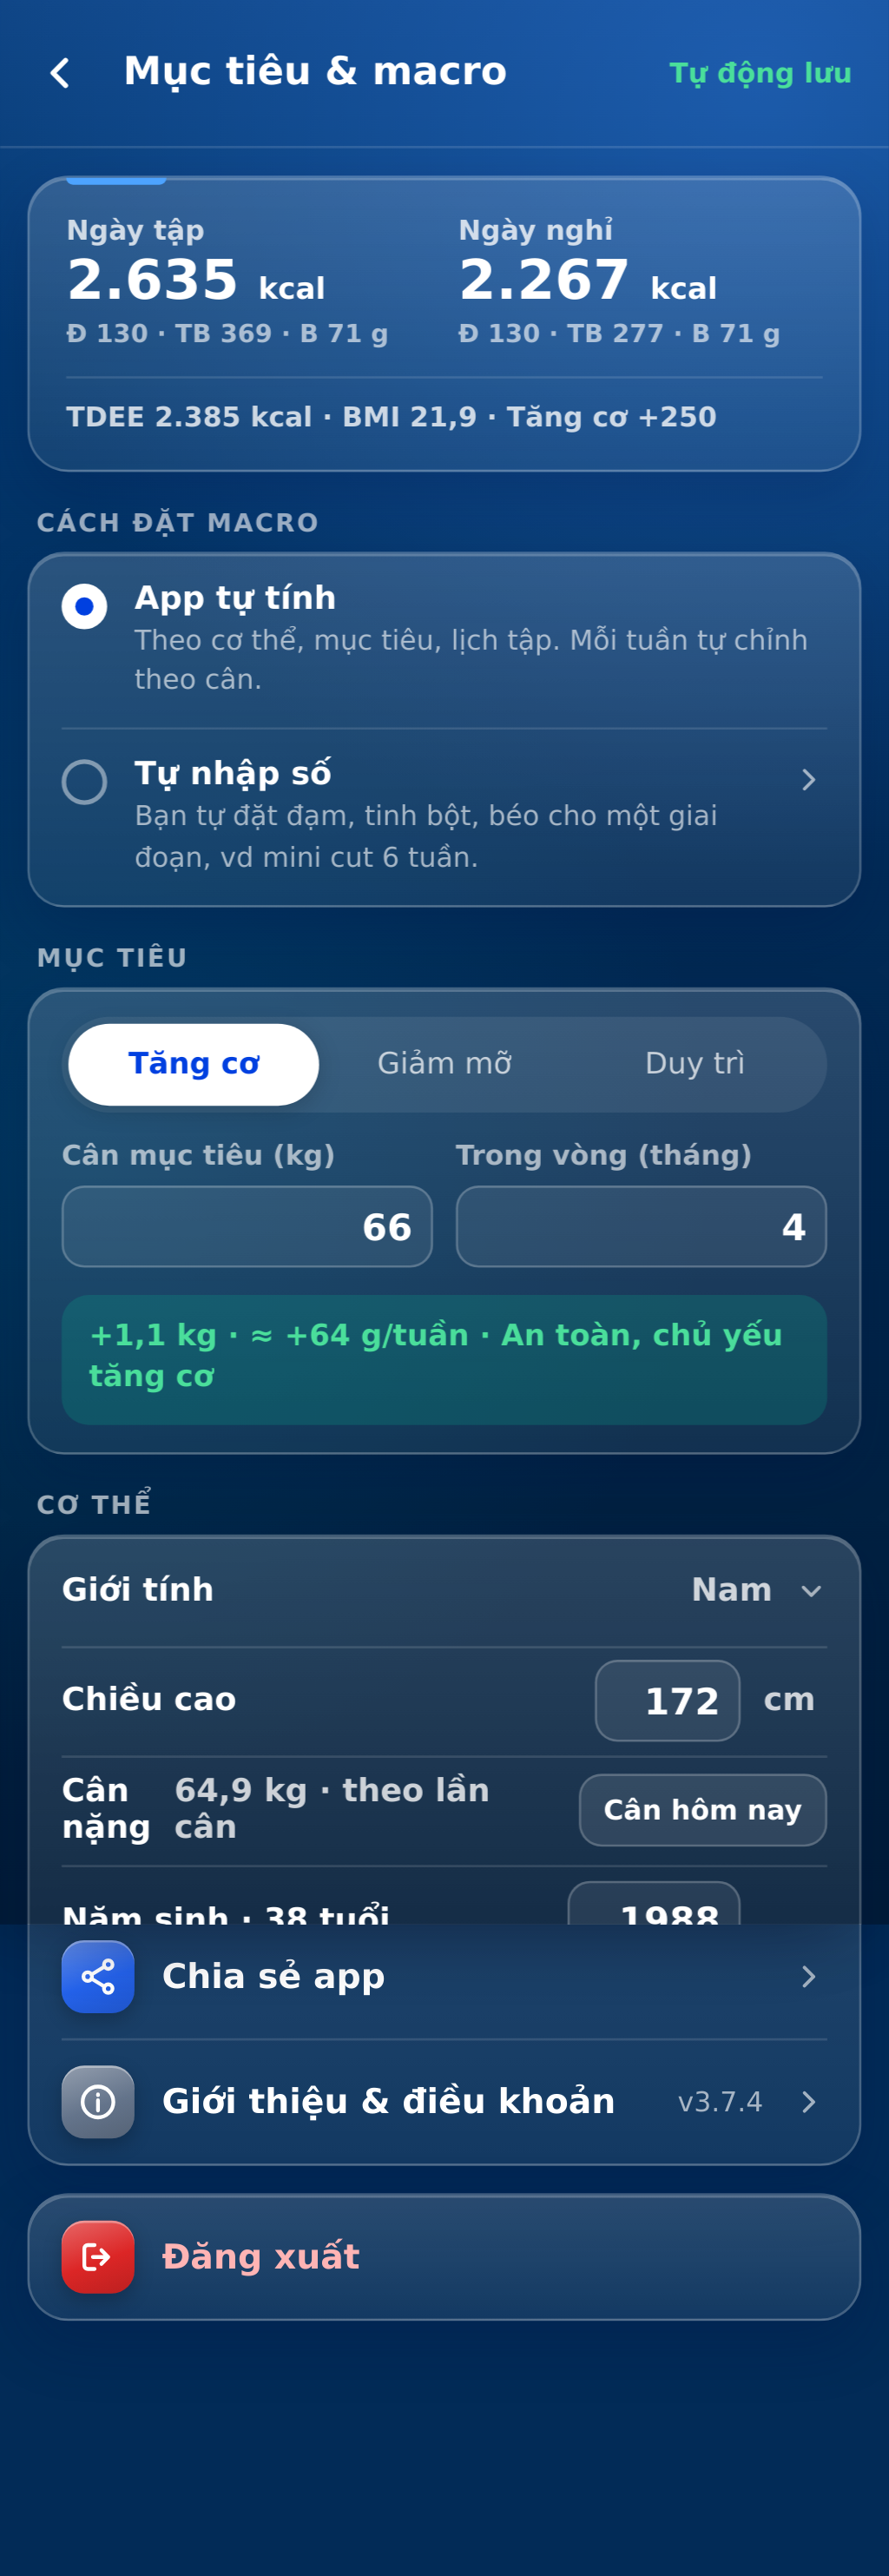 Mục tiêu & macro
Tự động lưu
Ngày tập
2.635 kcal
Đ 130 · TB 369 · B 71 g
Ngày nghỉ
2.267 kcal
Đ 130 · TB 277 · B 71 g
TDEE 2.385 kcal · BMI 21,9 · Tăng cơ +250
CÁCH ĐẶT MACRO
App tự tính
Theo cơ thể, mục tiêu, lịch tập. Mỗi tuần tự chỉnh
theo cân.
Tự nhập số
Bạn tự đặt đạm, tinh bột, béo cho một giai
đoạn, vd mini cut 6 tuần.
MỤC TIÊU
Tăng cơ
Giảm mỡ
Duy trì
Cân mục tiêu (kg)
Trong vòng (tháng)
66
4
+1,1 kg · ≈ +64 g/tuần · An toàn, chủ yếu
tăng cơ
CƠ THỂ
Giới tính
Nam
Chiều cao
172 cm
Cân
nặng
64,9 kg · theo lần
cân
Cân hôm nay
Năm sinh · 38 tuổi
1988
Chia sẻ app
Giới thiệu & điều khoản
v3.7.4
Đăng xuất